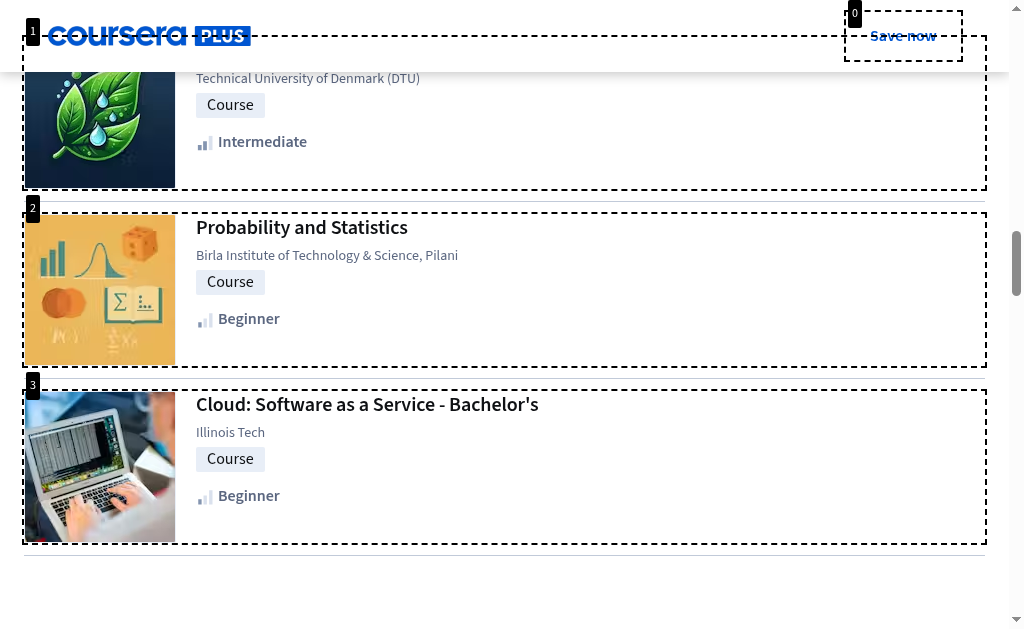 coursera PLUS
Save now
Technical University of Denmark (DTU)
Course
Intermediate
Probability and Statistics
Birla Institute of Technology & Science, Pilani
Course
Beginner
Cloud: Software as a Service - Bachelor's
Illinois Tech
Course
Beginner
0
1
2
3